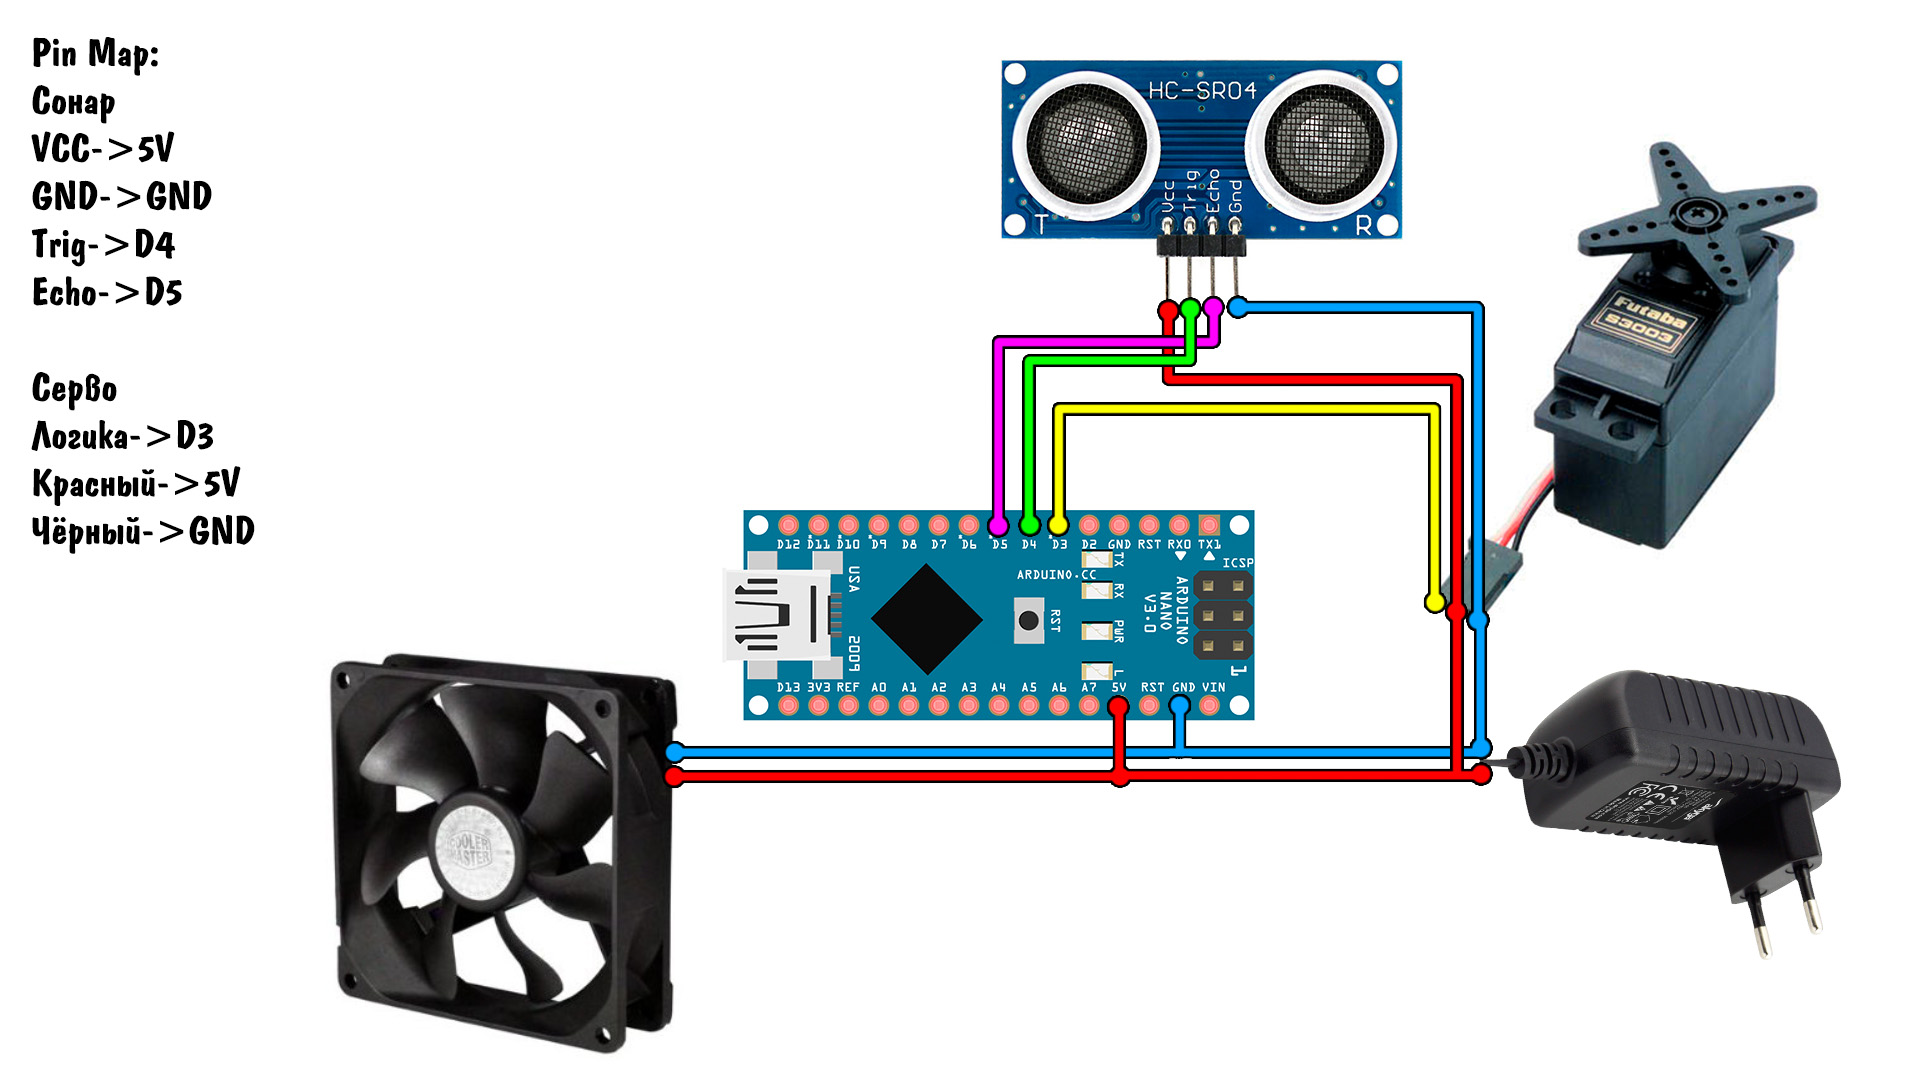 Pin Map:
Сонар
VCC->5V
GND->GND
Trig->D4
Echo->D5
Серво
Логика->D3
Красный->5V
Чёрный->GND
HC-SR04
Vcc
Trig
Echo
Gnd
T
R
Futaba
S3003
D12 D11 D10 D9 D8 D7 D6 D5 D4 D3 D2 GND RST RX0 TX1
ICSP
ARDUINO.CC
TX
RX
PWR
L
RST
USA
2009
ARDUINO
NANO
V3.0
1
D13 3V3 REF A0 A1 A2 A3 A4 A5 A6 A7 5V RST GND VIN
COOLER
MASTER